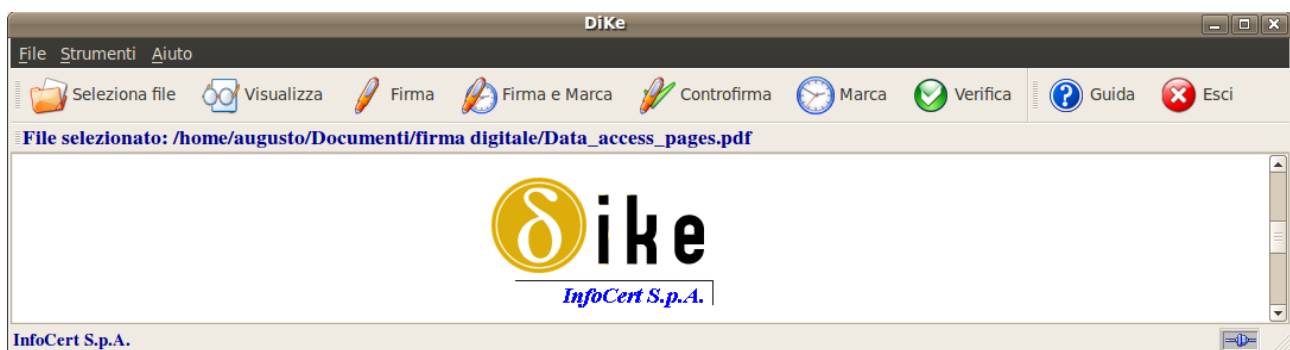 DiKe
File Strumenti Aiuto
Seleziona file Visualizza Firma Firma e Marca Controfirma Marca Verifica Guida Esci
File selezionato: /home/augusto/Documenti/firma digitale/Data_access_pages.pdf
δike
InfoCert S.p.A.
InfoCert S.p.A.